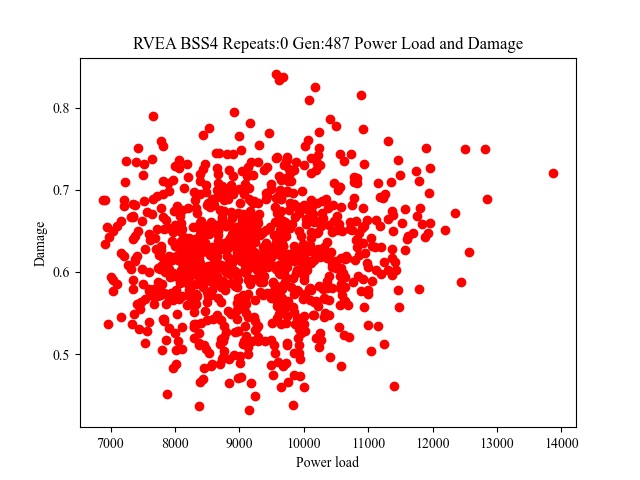 RVEA BSS4 Repeats:0 Gen:487 Power Load and Damage
0.8
0.7
0.6
0.5
Damage
7000 8000 9000 10000 11000 12000 13000 14000
Power load